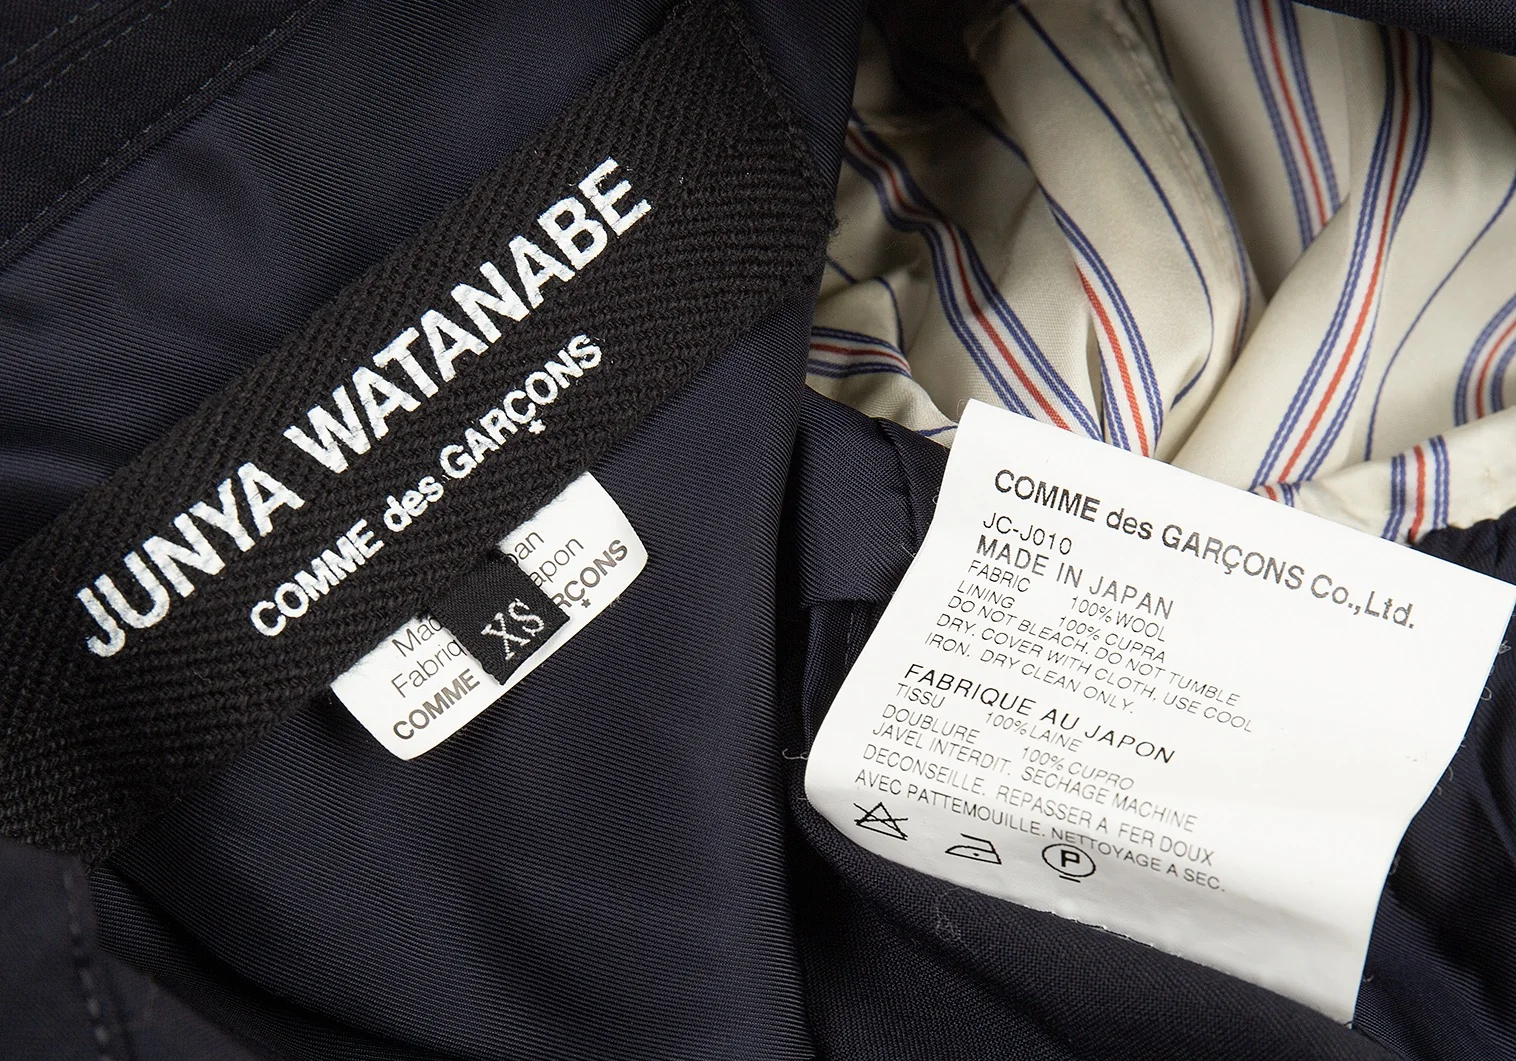 JUNYA WATANABE
COMME des GARÇONS
XS
COMME
COMME des GARÇONS Co.,Ltd.
JC-J010
MADE IN JAPAN
FABRIC 100% WOOL
LINING 100% CUPRA
DO NOT BLEACH. DO NOT TUMBLE
DRY. COVER WITH CLOTH. USE COOL
IRON. DRY CLEAN ONLY.
FABRIQUE AU JAPON
TISSU 100% LAINE
DOUBLURE 100% CUPRO
JAVEL INTERDIT. SECHAGE MACHINE
DECONSEILLE. REPASSER A FER DOUX
AVEC PATTEMOUILLE. NETTOYAGE A SEC.
P